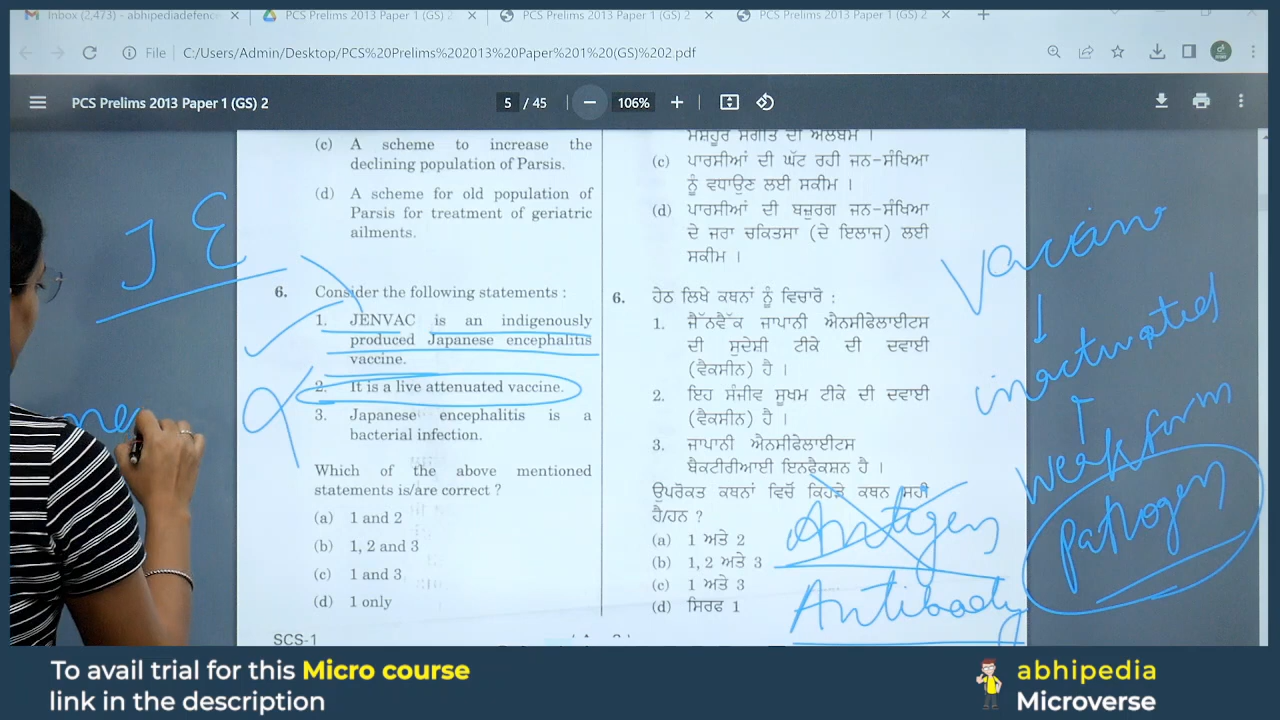 Inbox (2,473) - abhipediadefenc
PCS Prelims 2013 Paper 1 (GS) 2
PCS Prelims 2013 Paper 1 (GS) 2
PCS Prelims 2013 Paper 1 (GS) 2
File
C:/Users/Admin/Desktop/PCS%20Prelims%202013%20Paper%201%20(GS)%202.pdf
PCS Prelims 2013 Paper 1 (GS) 2
5 / 45
106%
(c) A scheme to increase the
declining population of Parsis.
(d) A scheme for old population of
Parsis for treatment of geriatric
ailments.
6. Consider the following statements :
1. JENVAC is an indigenously
produced Japanese encephalitis
vaccine.
2. It is a live attenuated vaccine.
3. Japanese encephalitis is a
bacterial infection.
Which of the above mentioned
statements is/are correct ?
(a) 1 and 2
(b) 1, 2 and 3
(c) 1 and 3
(d) 1 only
SCS-1
ਮਸ਼ਹੂਰ ਸੰਗੀਤ ਦੀ ਐਲਬਮ ।
(c) ਪਾਰਸੀਆਂ ਦੀ ਘੱਟ ਰਹੀ ਜਨ-ਸੰਖਿਆ
ਨੂੰ ਵਧਾਉਣ ਲਈ ਸਕੀਮ ।
(d) ਪਾਰਸੀਆਂ ਦੀ ਬਜ਼ੁਰਗ ਜਨ-ਸੰਖਿਆ
ਦੇ ਜਰਾ ਚਕਿਤਸਾ (ਦੇ ਇਲਾਜ) ਲਈ
ਸਕੀਮ ।
6. ਹੇਠ ਲਿਖੇ ਕਥਨਾਂ ਨੂੰ ਵਿਚਾਰੋ :
1. ਜੈੱਨਵੈੱਕ ਜਾਪਾਨੀ ਐਨਸੀਫੇਲਾਈਟਸ
ਦੀ ਸੁਦੇਸ਼ੀ ਟੀਕੇ ਦੀ ਦਵਾਈ
(ਵੈਕਸੀਨ) ਹੈ ।
2. ਇਹ ਸੰਜੀਵ ਸੂਖਮ ਟੀਕੇ ਦੀ ਦਵਾਈ
(ਵੈਕਸੀਨ) ਹੈ ।
3. ਜਾਪਾਨੀ ਐਨਸੀਫੇਲਾਈਟਸ
ਬੈਕਟੀਰੀਆਈ ਇਨਫੈਕਸ਼ਨ ਹੈ ।
ਉਪਰੋਕਤ ਕਥਨਾਂ ਵਿਚੋਂ ਕਿਹੜੇ ਕਥਨ ਸਹੀ
ਹੈ/ਹਨ ?
(a) 1 ਅਤੇ 2
(b) 1, 2 ਅਤੇ 3
(c) 1 ਅਤੇ 3
(d) ਸਿਰਫ 1
J E
Vaccine
inactivated
weak form
Pathogen
Antigen
Antibody
To avail trial for this Micro course
link in the description
abhipedia
Microverse